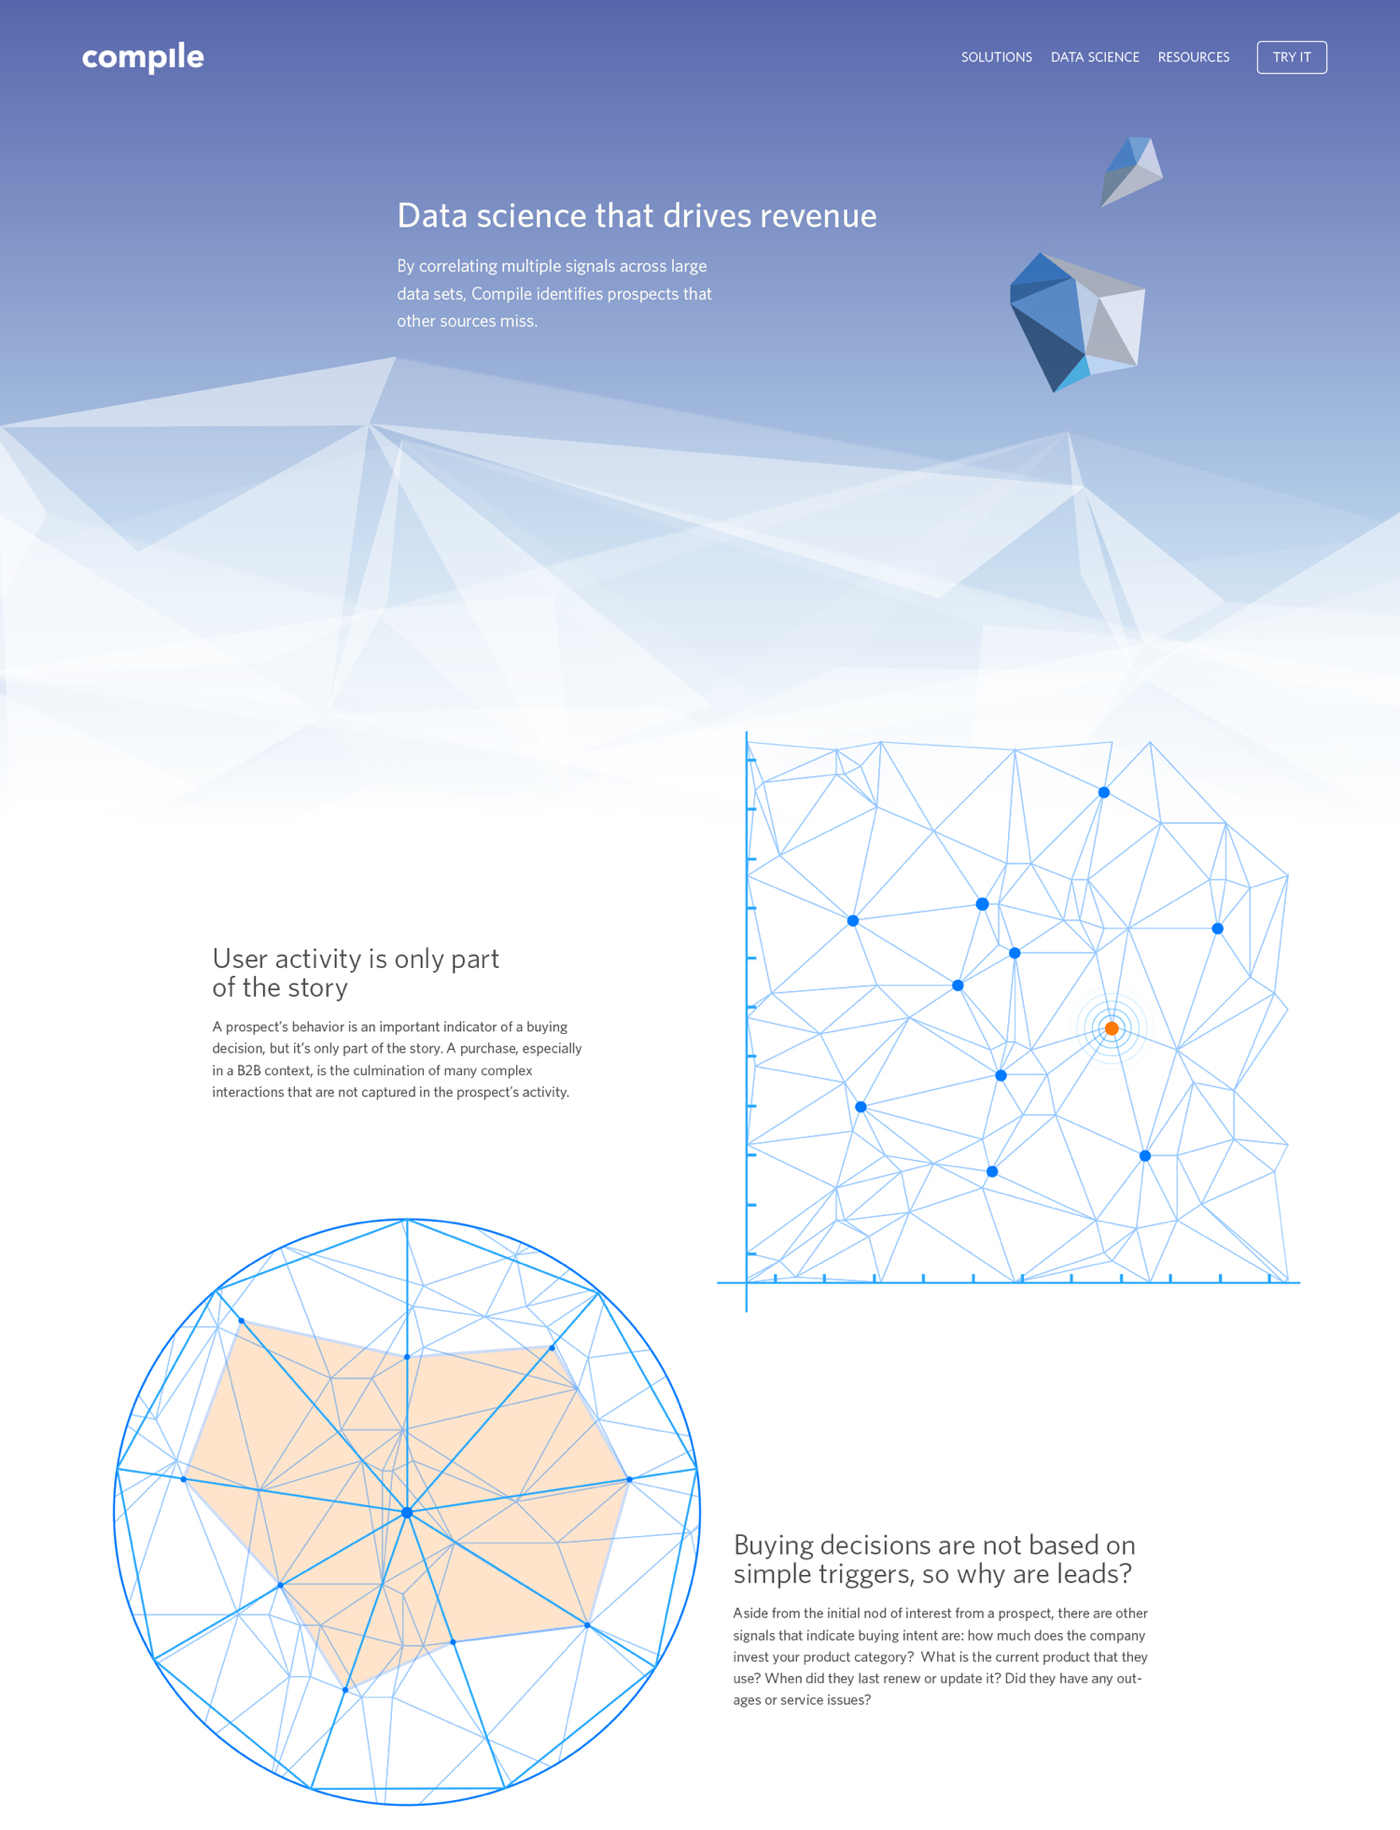 compile
SOLUTIONS DATA SCIENCE RESOURCES TRY IT
Data science that drives revenue
By correlating multiple signals across large
data sets, Compile identifies prospects that
other sources miss.
User activity is only part
of the story
A prospect's behavior is an important indicator of a buying
decision, but it's only part of the story. A purchase, especially
in a B2B context, is the culmination of many complex
interactions that are not captured in the prospect's activity.
Buying decisions are not based on
simple triggers, so why are leads?
Aside from the initial nod of interest from a prospect, there are other
signals that indicate buying intent are: how much does the company
invest your product category?  What is the current product that they
use? When did they last renew or update it? Did they have any out-
ages or service issues?